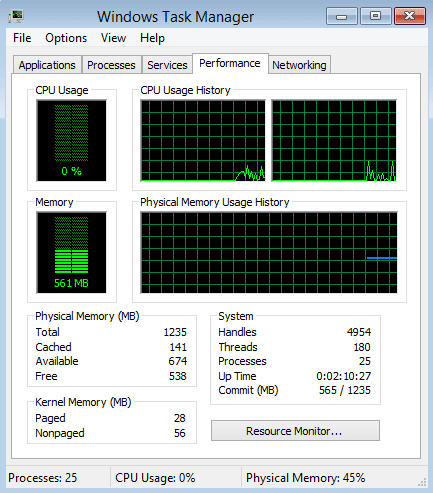 Windows Task Manager
File Options View Help
Applications Processes Services Performance Networking
CPU Usage CPU Usage History
0 %
Memory Physical Memory Usage History
561 MB
Physical Memory (MB)
Total 1235
Cached 141
Available 674
Free 538
System
Handles 4954
Threads 180
Processes 25
Up Time 0:02:10:27
Commit (MB) 565 / 1235
Kernel Memory (MB)
Paged 28
Nonpaged 56
Resource Monitor...
Processes: 25 CPU Usage: 0% Physical Memory: 45%